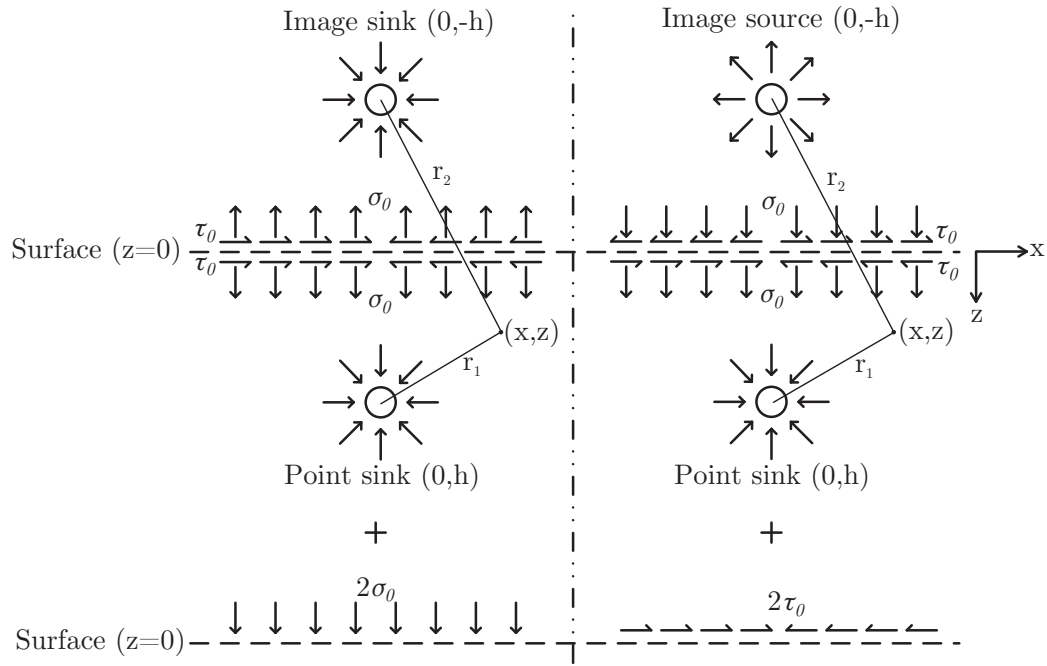 Image sink (0,-h)
Image source (0,-h)
r₂
r₂
σ₀
σ₀
τ₀
τ₀
Surface (z=0)
x
τ₀
τ₀
σ₀
σ₀
z
(x,z)
(x,z)
r₁
r₁
Point sink (0,h)
Point sink (0,h)
+
+
2σ₀
2τ₀
Surface (z=0)